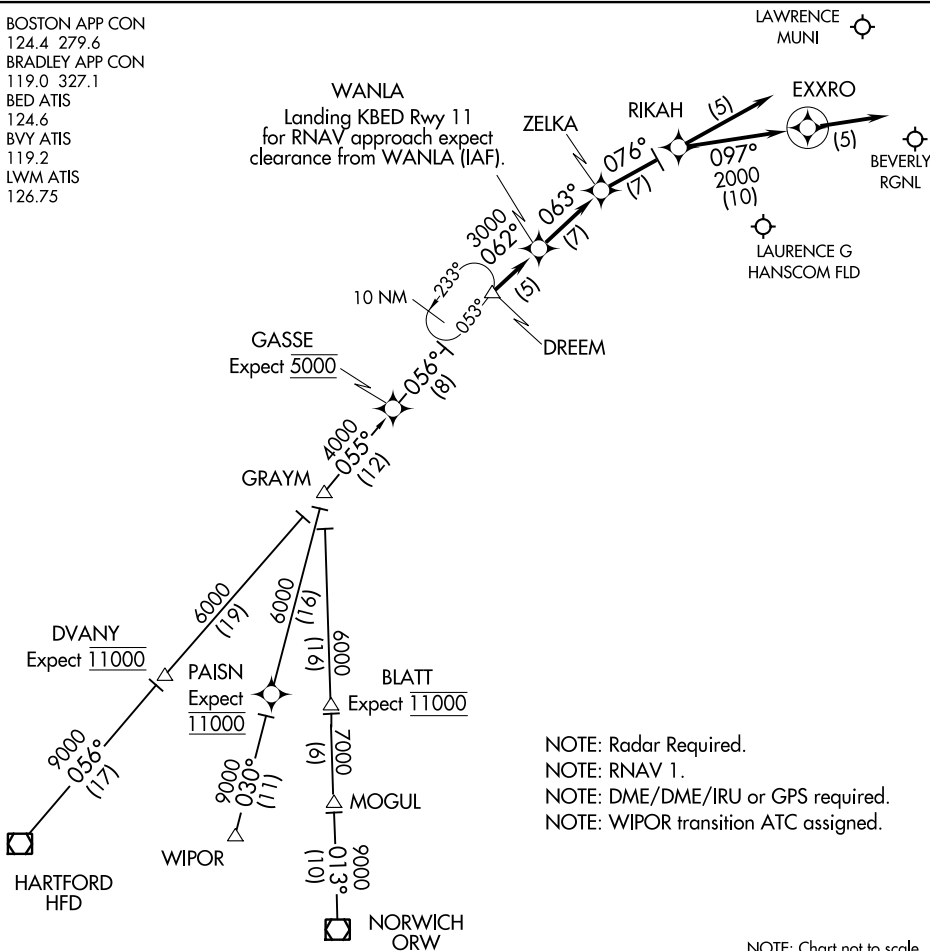 BOSTON APP CON
124.4 279.6
BRADLEY APP CON
119.0 327.1
BED ATIS
124.6
BVY ATIS
119.2
LWM ATIS
126.75
LAWRENCE
MUNI
WANLA
Landing KBED Rwy 11
for RNAV approach expect
clearance from WANLA (IAF).
ZELKA
RIKAH
EXXRO
(5)
(5)
BEVERLY
RGNL
076°
(7)
097°
2000
(10)
063°
(7)
LAURENCE G
HANSCOM FLD
3000
062°
(5)
233°
053°
10 NM
DREEM
GASSE
Expect 5000
056°
(8)
4000
055°
(12)
GRAYM
6000
(19)
6000
(16)
6000
(16)
DVANY
Expect 11000
PAISN
Expect
11000
BLATT
Expect 11000
9000
056°
(17)
9000
030°
(11)
7000
(6)
MOGUL
WIPOR
9000
013°
(10)
HARTFORD
HFD
NORWICH
ORW
NOTE: Radar Required.
NOTE: RNAV 1.
NOTE: DME/DME/IRU or GPS required.
NOTE: WIPOR transition ATC assigned.
NOTE: Chart not to scale